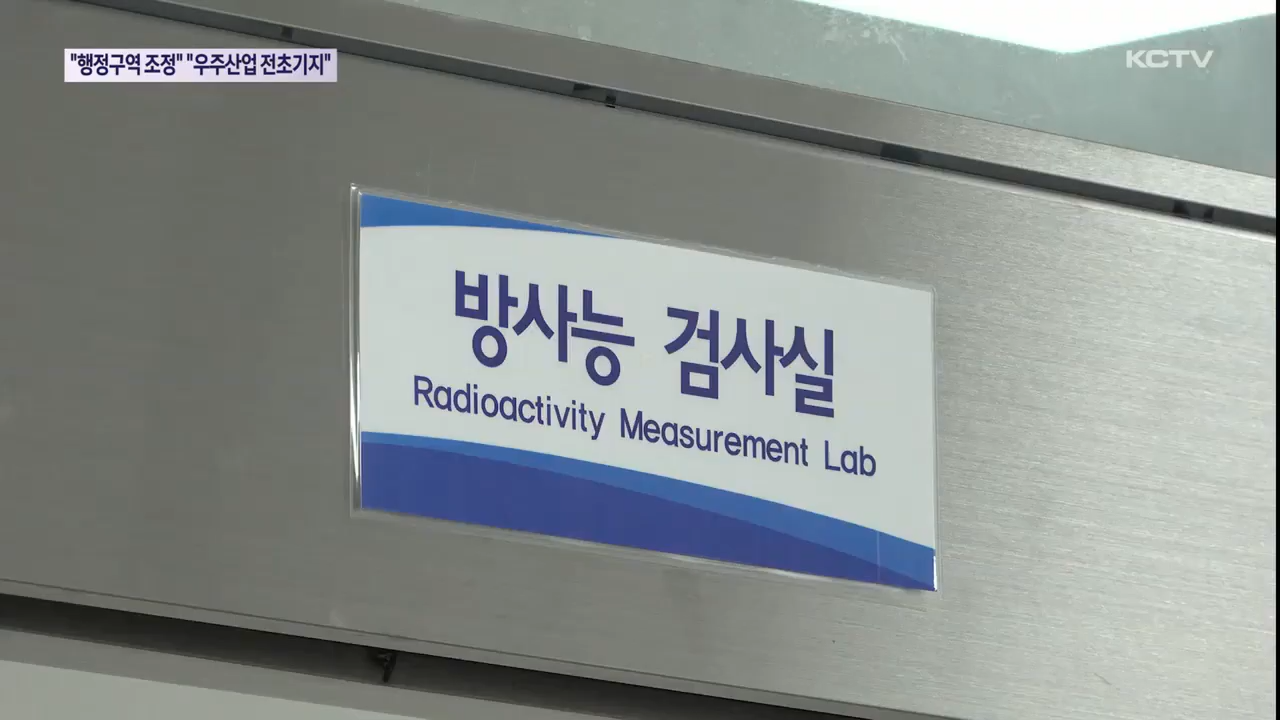 "행정구역 조정" "우주산업 전초기지"
KCTV
방사능 검사실
Radioactivity Measurement Lab